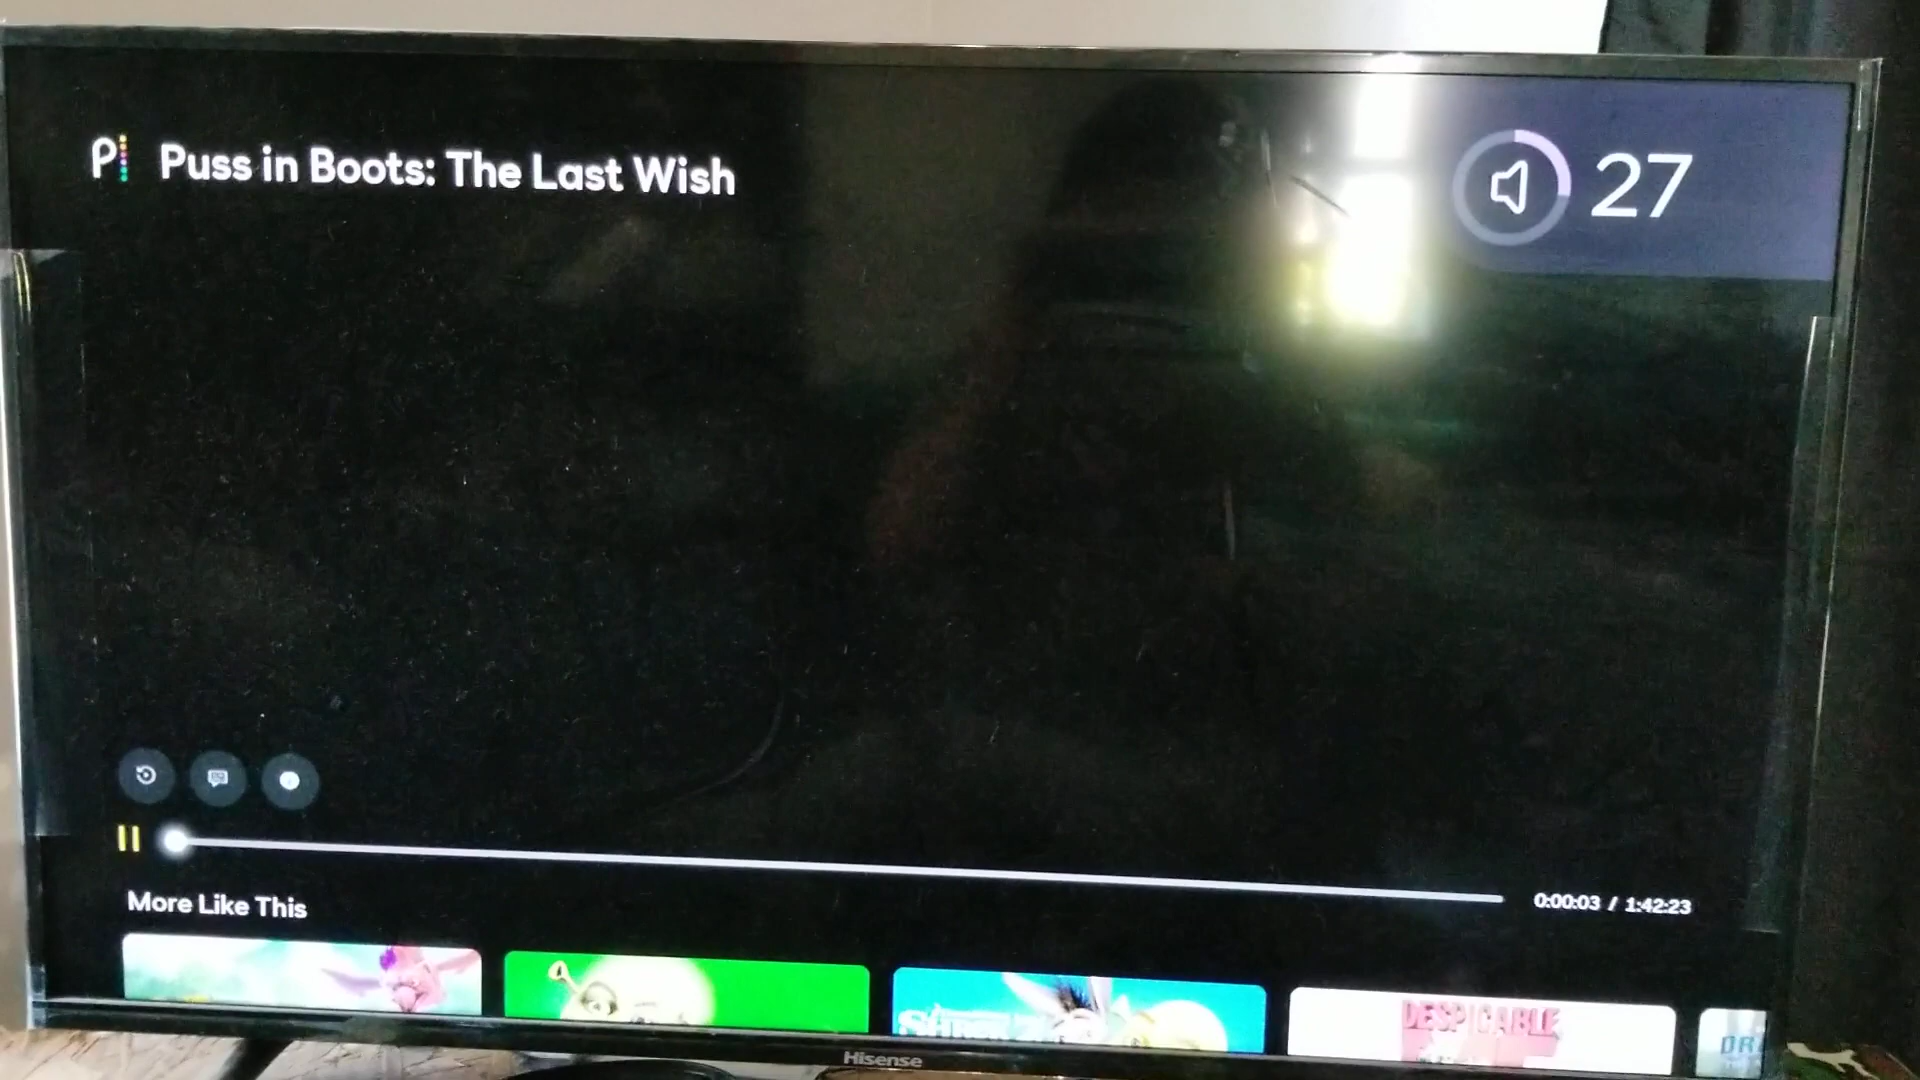 Puss in Boots: The Last Wish
27
0:00:03 / 1:42:23
More Like This
DESPICABLE
Hisense